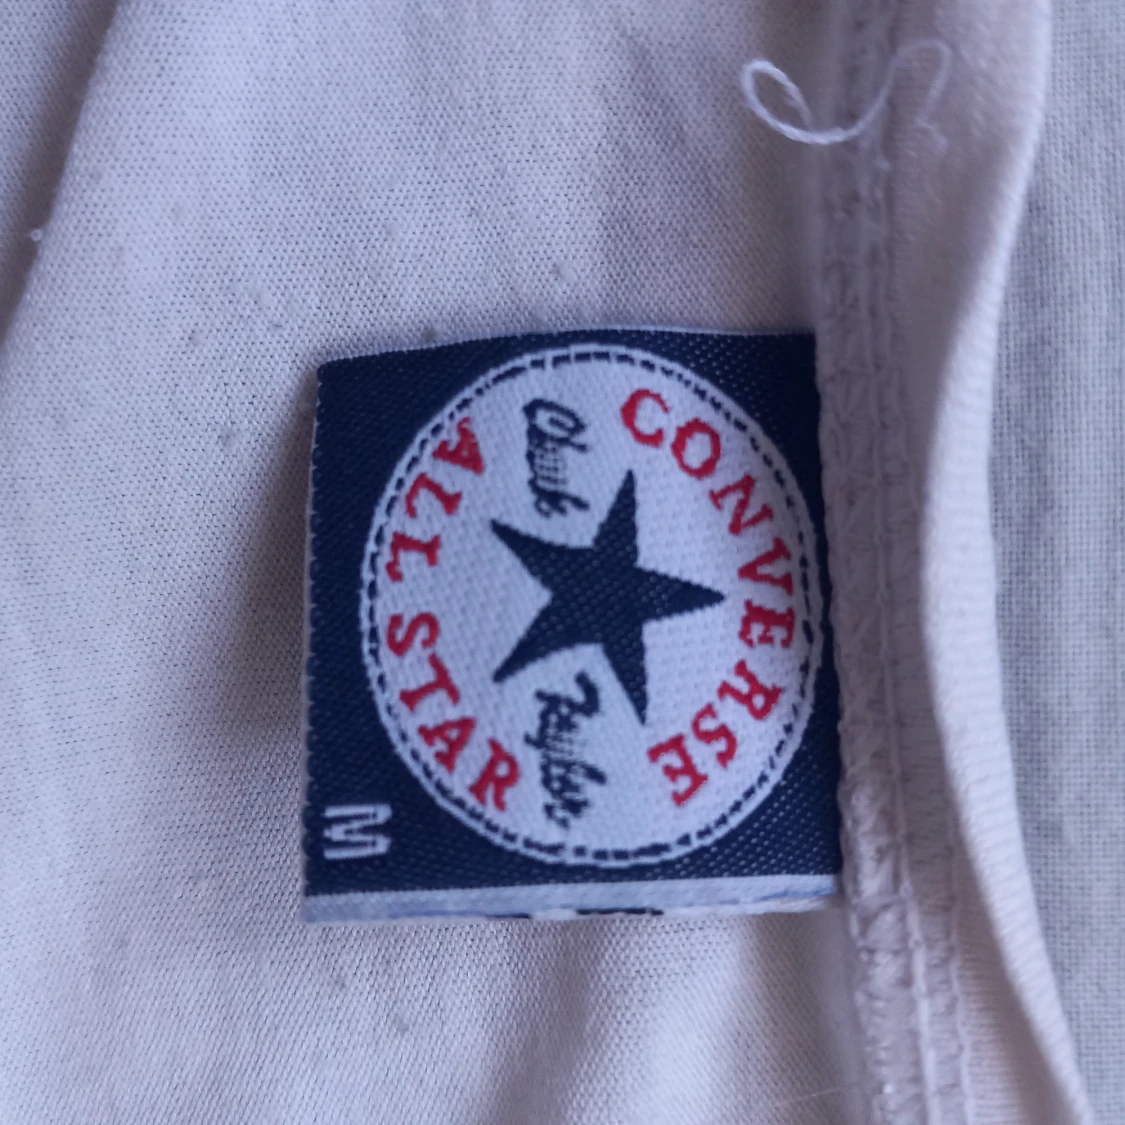 CONVERSE
Chuck Taylor
ALL STAR
M